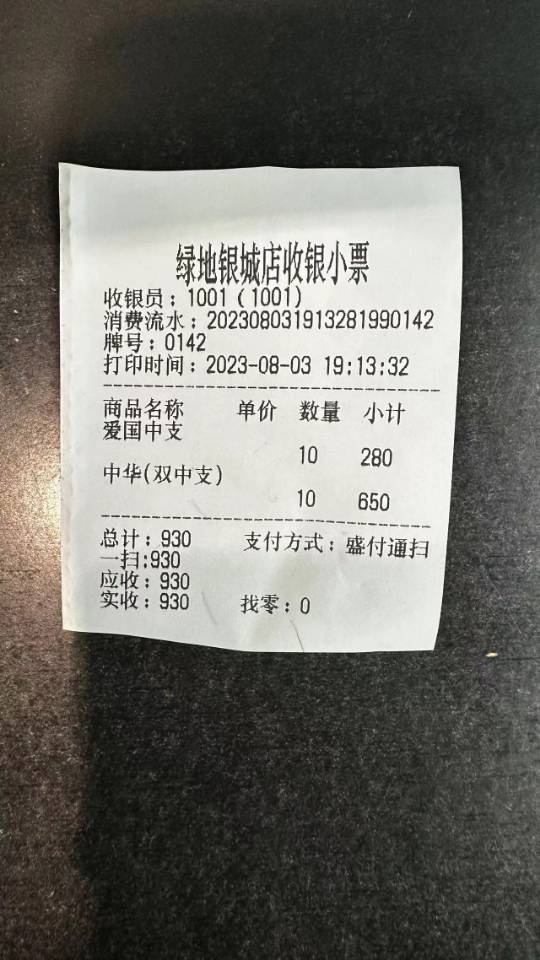 绿地银城店收银小票
收银员：1001（1001）
消费流水：202308031913281990142
牌号：0142
打印时间：2023-08-03 19:13:32
商品名称 单价 数量 小计
爱国中支
10 280
中华(双中支)
10 650
总计：930 支付方式：盛付通扫
一扫:930
应收：930
实收：930 找零：0